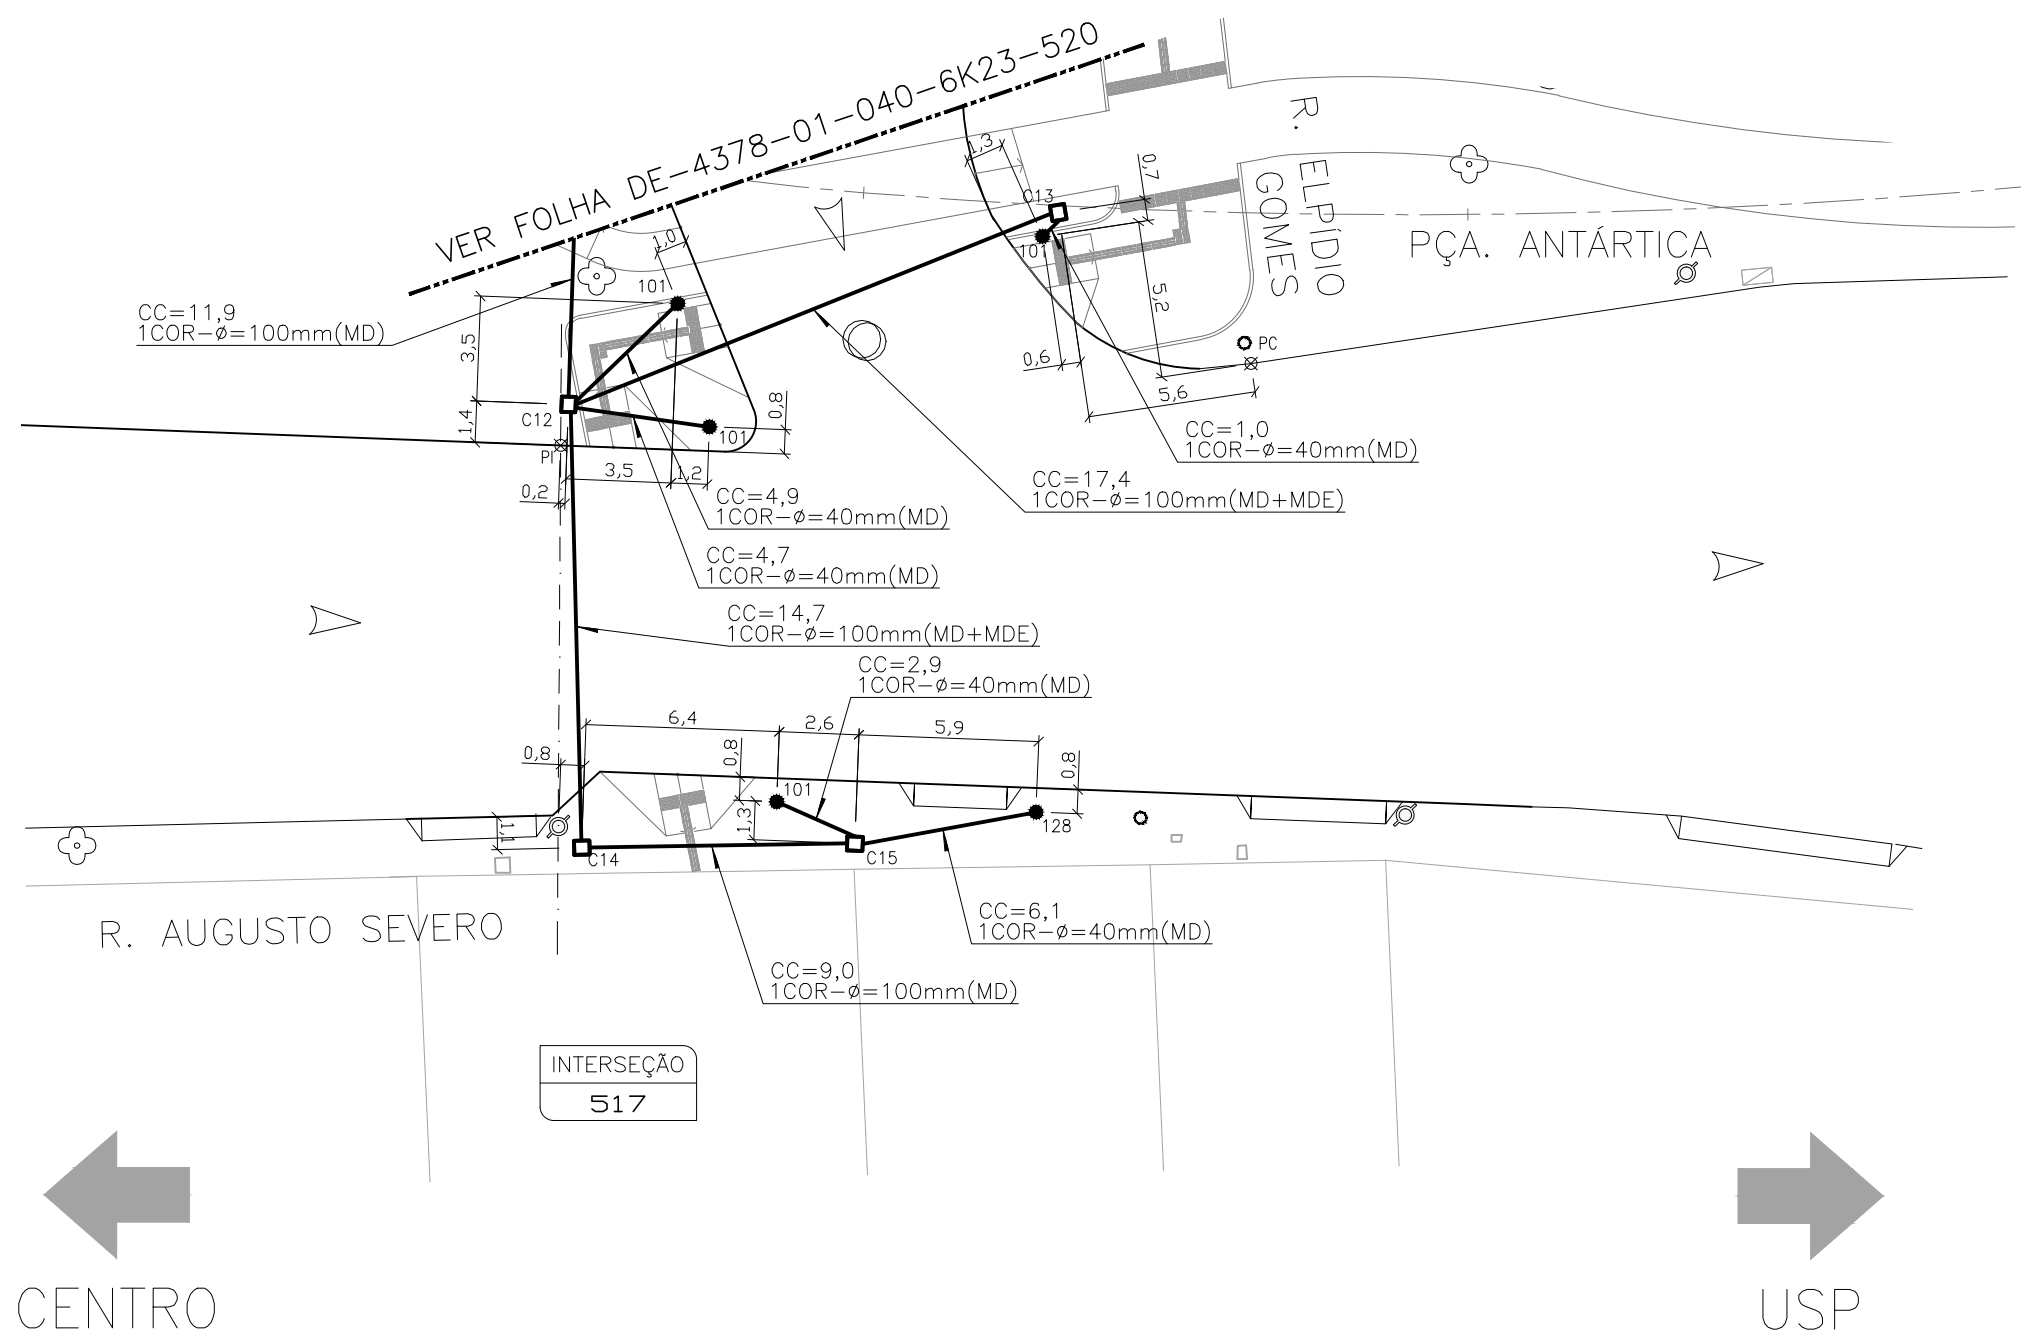 VER FOLHA DE-4378-01-040-6K23-520
R. ELPÍDIO
GOMES
PÇA. ANTÁRTICA
1,3
0,7
C13
101
1,0
101
CC=11,9
1COR-ø=100mm(MD)
3,5
5,2
0,6
PC
5,6
C12
1,4
0,8
101
PI
3,5
1,2
0,2
CC=1,0
1COR-ø=40mm(MD)
CC=17,4
1COR-ø=100mm(MD+MDE)
CC=4,9
1COR-ø=40mm(MD)
CC=4,7
1COR-ø=40mm(MD)
CC=14,7
1COR-ø=100mm(MD+MDE)
CC=2,9
1COR-ø=40mm(MD)
6,4
2,6
5,9
0,8
0,8
0,8
101
1,3
1,1
128
C14
C15
R. AUGUSTO SEVERO
CC=6,1
1COR-ø=40mm(MD)
CC=9,0
1COR-ø=100mm(MD)
INTERSEÇÃO
517
CENTRO
USP